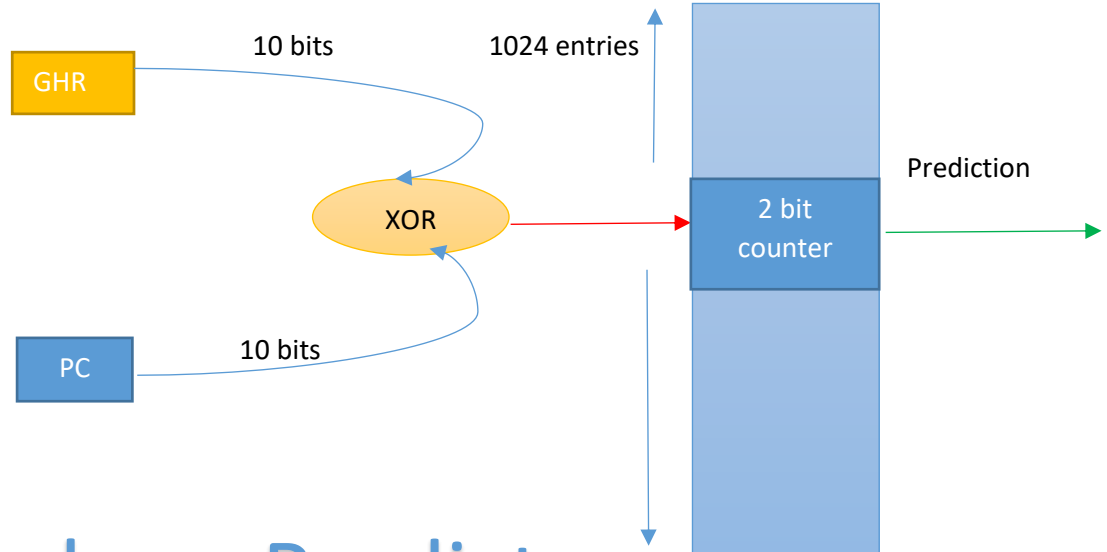 10 bits
1024 entries
GHR
Prediction
XOR
2 bit
counter
10 bits
PC